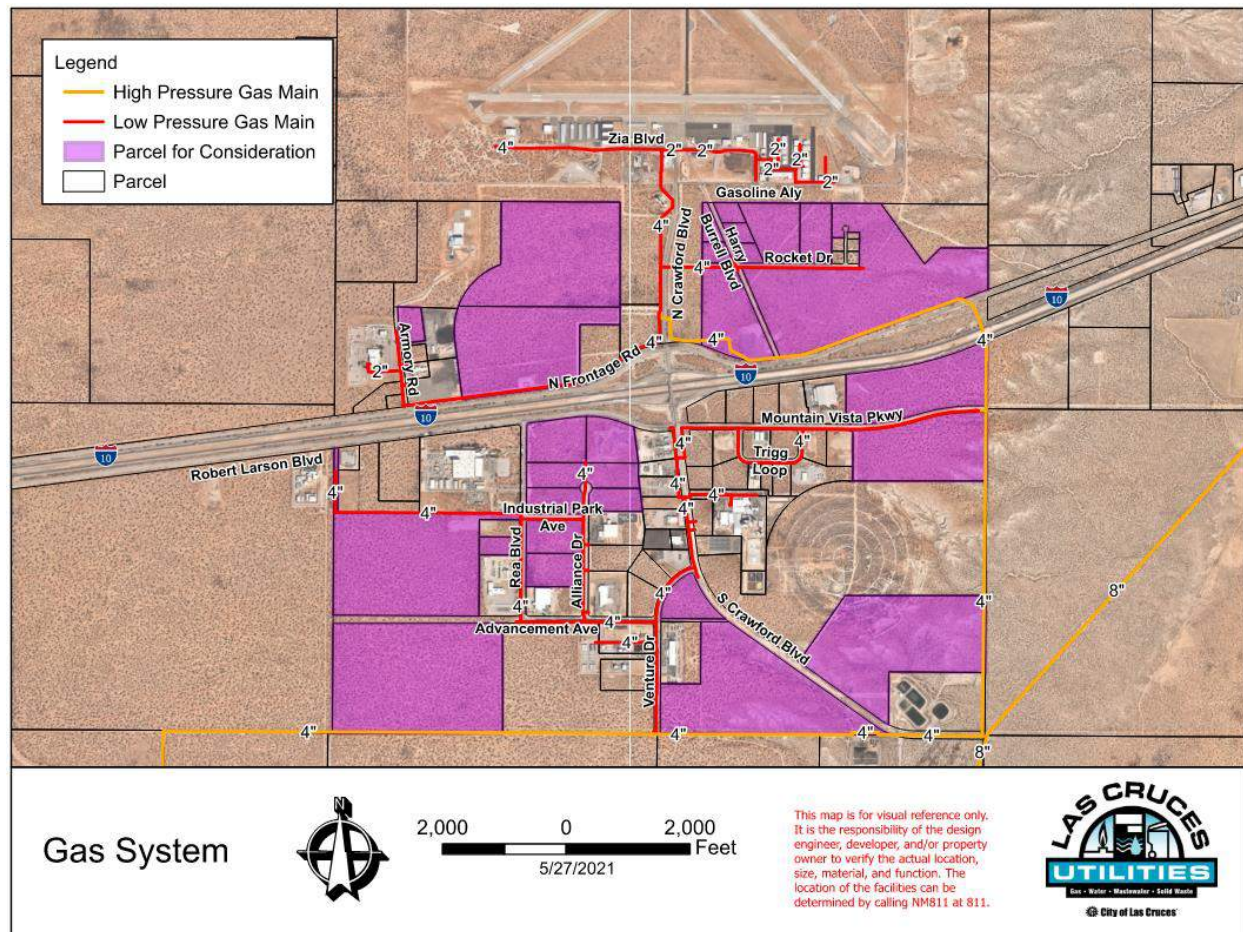 Legend
High Pressure Gas Main
Low Pressure Gas Main
Parcel for Consideration
Parcel
Zia Blvd
4"
2"
2"
2"
2"
2"
Gasoline Aly
4"
N Crawford Blvd
Harry
Burrell Blvd
Rocket Dr
4"
10
4"
4"
4"
N Frontage Rd
Armory Rd
2"
10
10
10
Robert Larson Blvd
Mountain Vista Pkwy
4"
4"
Trigg
Loop
4"
4"
4"
4"
4"
Industrial Park
Ave
Rea Blvd
Alliance Dr
4"
4"
4"
Advancement Ave
4"
4"
Venture Dr
S Crawford Blvd
4"
8"
4"
4"
4"
4"
8"
Gas System
N
2,000
0
2,000
Feet
5/27/2021
This map is for visual reference only.
It is the responsibility of the design
engineer, developer, and/or property
owner to verify the actual location,
size, material, and function. The
location of the facilities can be
determined by calling NM811 at 811.
LAS CRUCES
UTILITIES
Gas • Water • Wastewater • Solid Waste
City of Las Cruces